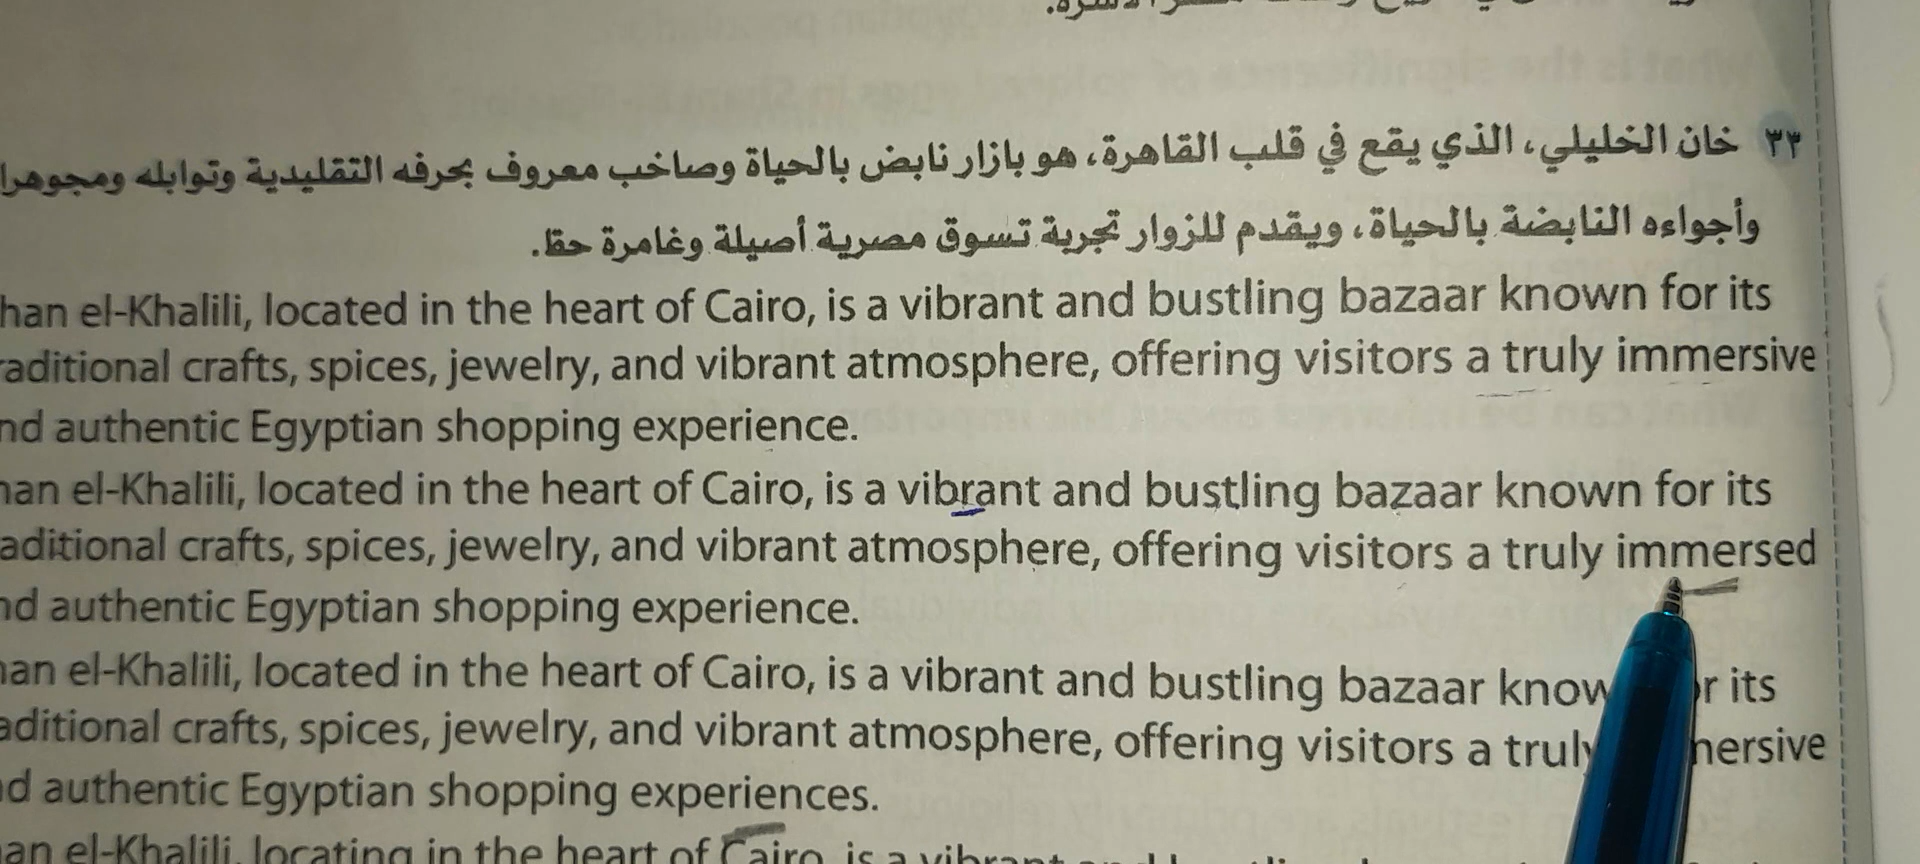 ٣٣ خان الخليلي، الذي يقع في قلب القاهرة، هو بازار نابض بالحياة وصاخب معروف بحرفه التقليدية وتوابله ومجوهرا
وأجواءه النابضة بالحياة، ويقدم للزوار تجربة تسوق مصرية أصيلة وغامرة حقا.
han el-Khalili, located in the heart of Cairo, is a vibrant and bustling bazaar known for its
raditional crafts, spices, jewelry, and vibrant atmosphere, offering visitors a truly immersive
nd authentic Egyptian shopping experience.
han el-Khalili, located in the heart of Cairo, is a vibrant and bustling bazaar known for its
aditional crafts, spices, jewelry, and vibrant atmosphere, offering visitors a truly immersed
nd authentic Egyptian shopping experience.
an el-Khalili, located in the heart of Cairo, is a vibrant and bustling bazaar know r its
aditional crafts, spices, jewelry, and vibrant atmosphere, offering visitors a truly mersive
d authentic Egyptian shopping experiences.
an el-Khalili, locating in the heart of Cairo, is a